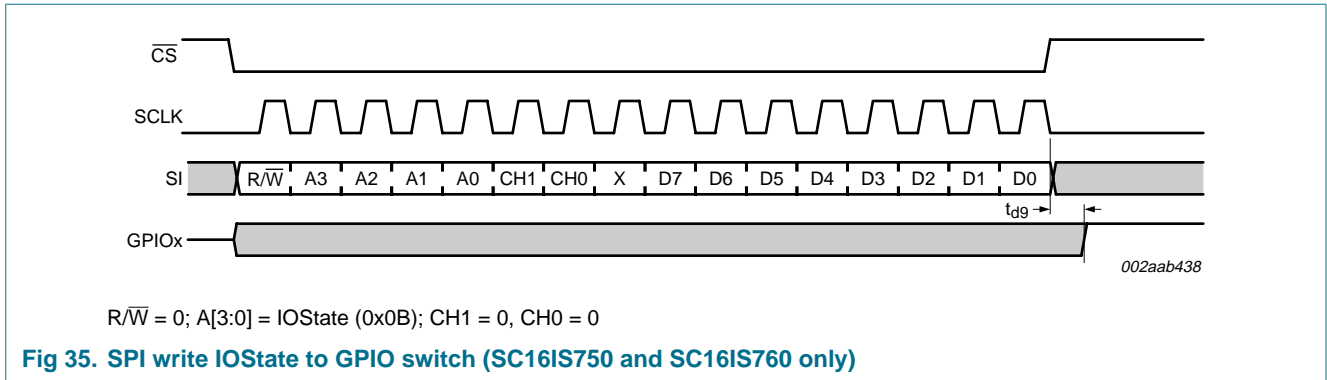 CS
SCLK
SI R/W A3 A2 A1 A0 CH1 CH0 X D7 D6 D5 D4 D3 D2 D1 D0
td9
GPIOx
002aab438
R/W = 0; A[3:0] = IOState (0x0B); CH1 = 0, CH0 = 0
Fig 35. SPI write IOState to GPIO switch (SC16IS750 and SC16IS760 only)